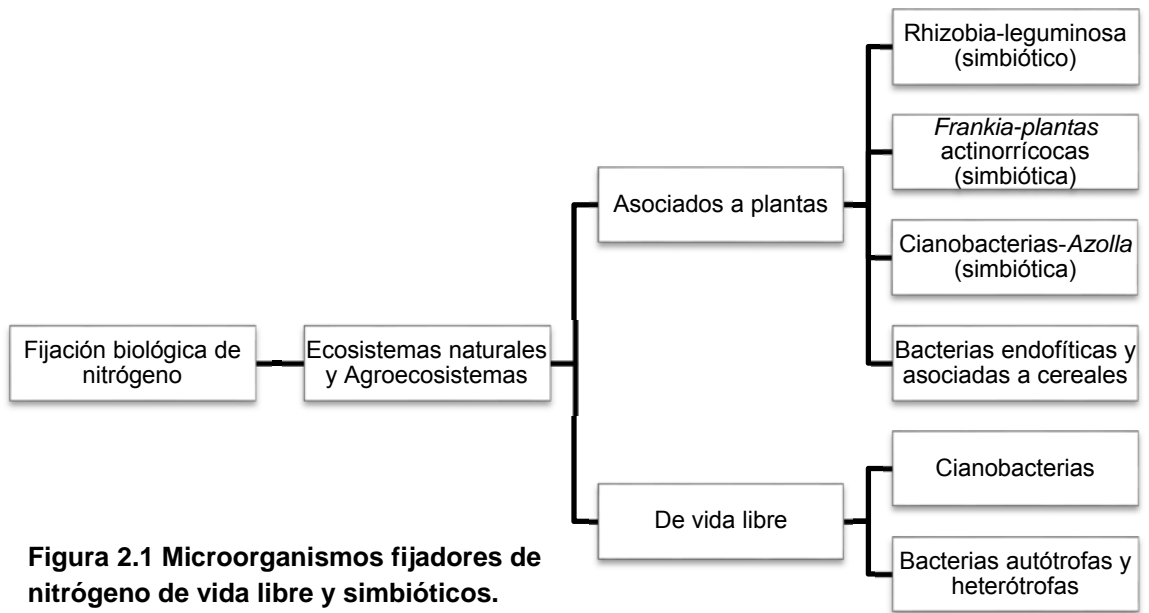 Fijación biológica de
nitrógeno
Ecosistemas naturales
y Agroecosistemas
Asociados a plantas
Rhizobia-leguminosa
(simbiótico)
Frankia-plantas
actinorrícocas
(simbiótica)
Cianobacterias-Azolla
(simbiótica)
Bacterias endofíticas y
asociadas a cereales
De vida libre
Cianobacterias
Bacterias autótrofas y
heterótrofas
Figura 2.1 Microorganismos fijadores de
nitrógeno de vida libre y simbióticos.